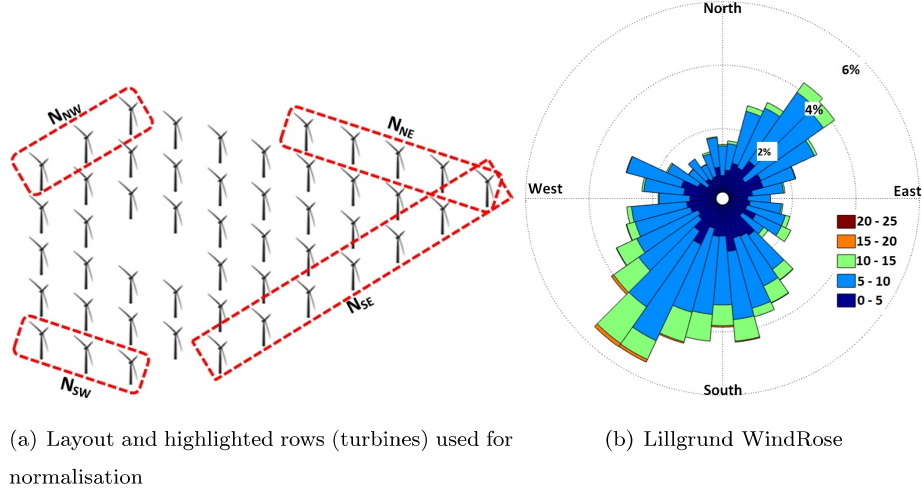 N_NW
N_NE
N_SE
N_SW
North
6%
4%
2%
West
East
20 - 25
15 - 20
10 - 15
5 - 10
0 - 5
South
(a) Layout and highlighted rows (turbines) used for
normalisation
(b) Lillgrund WindRose